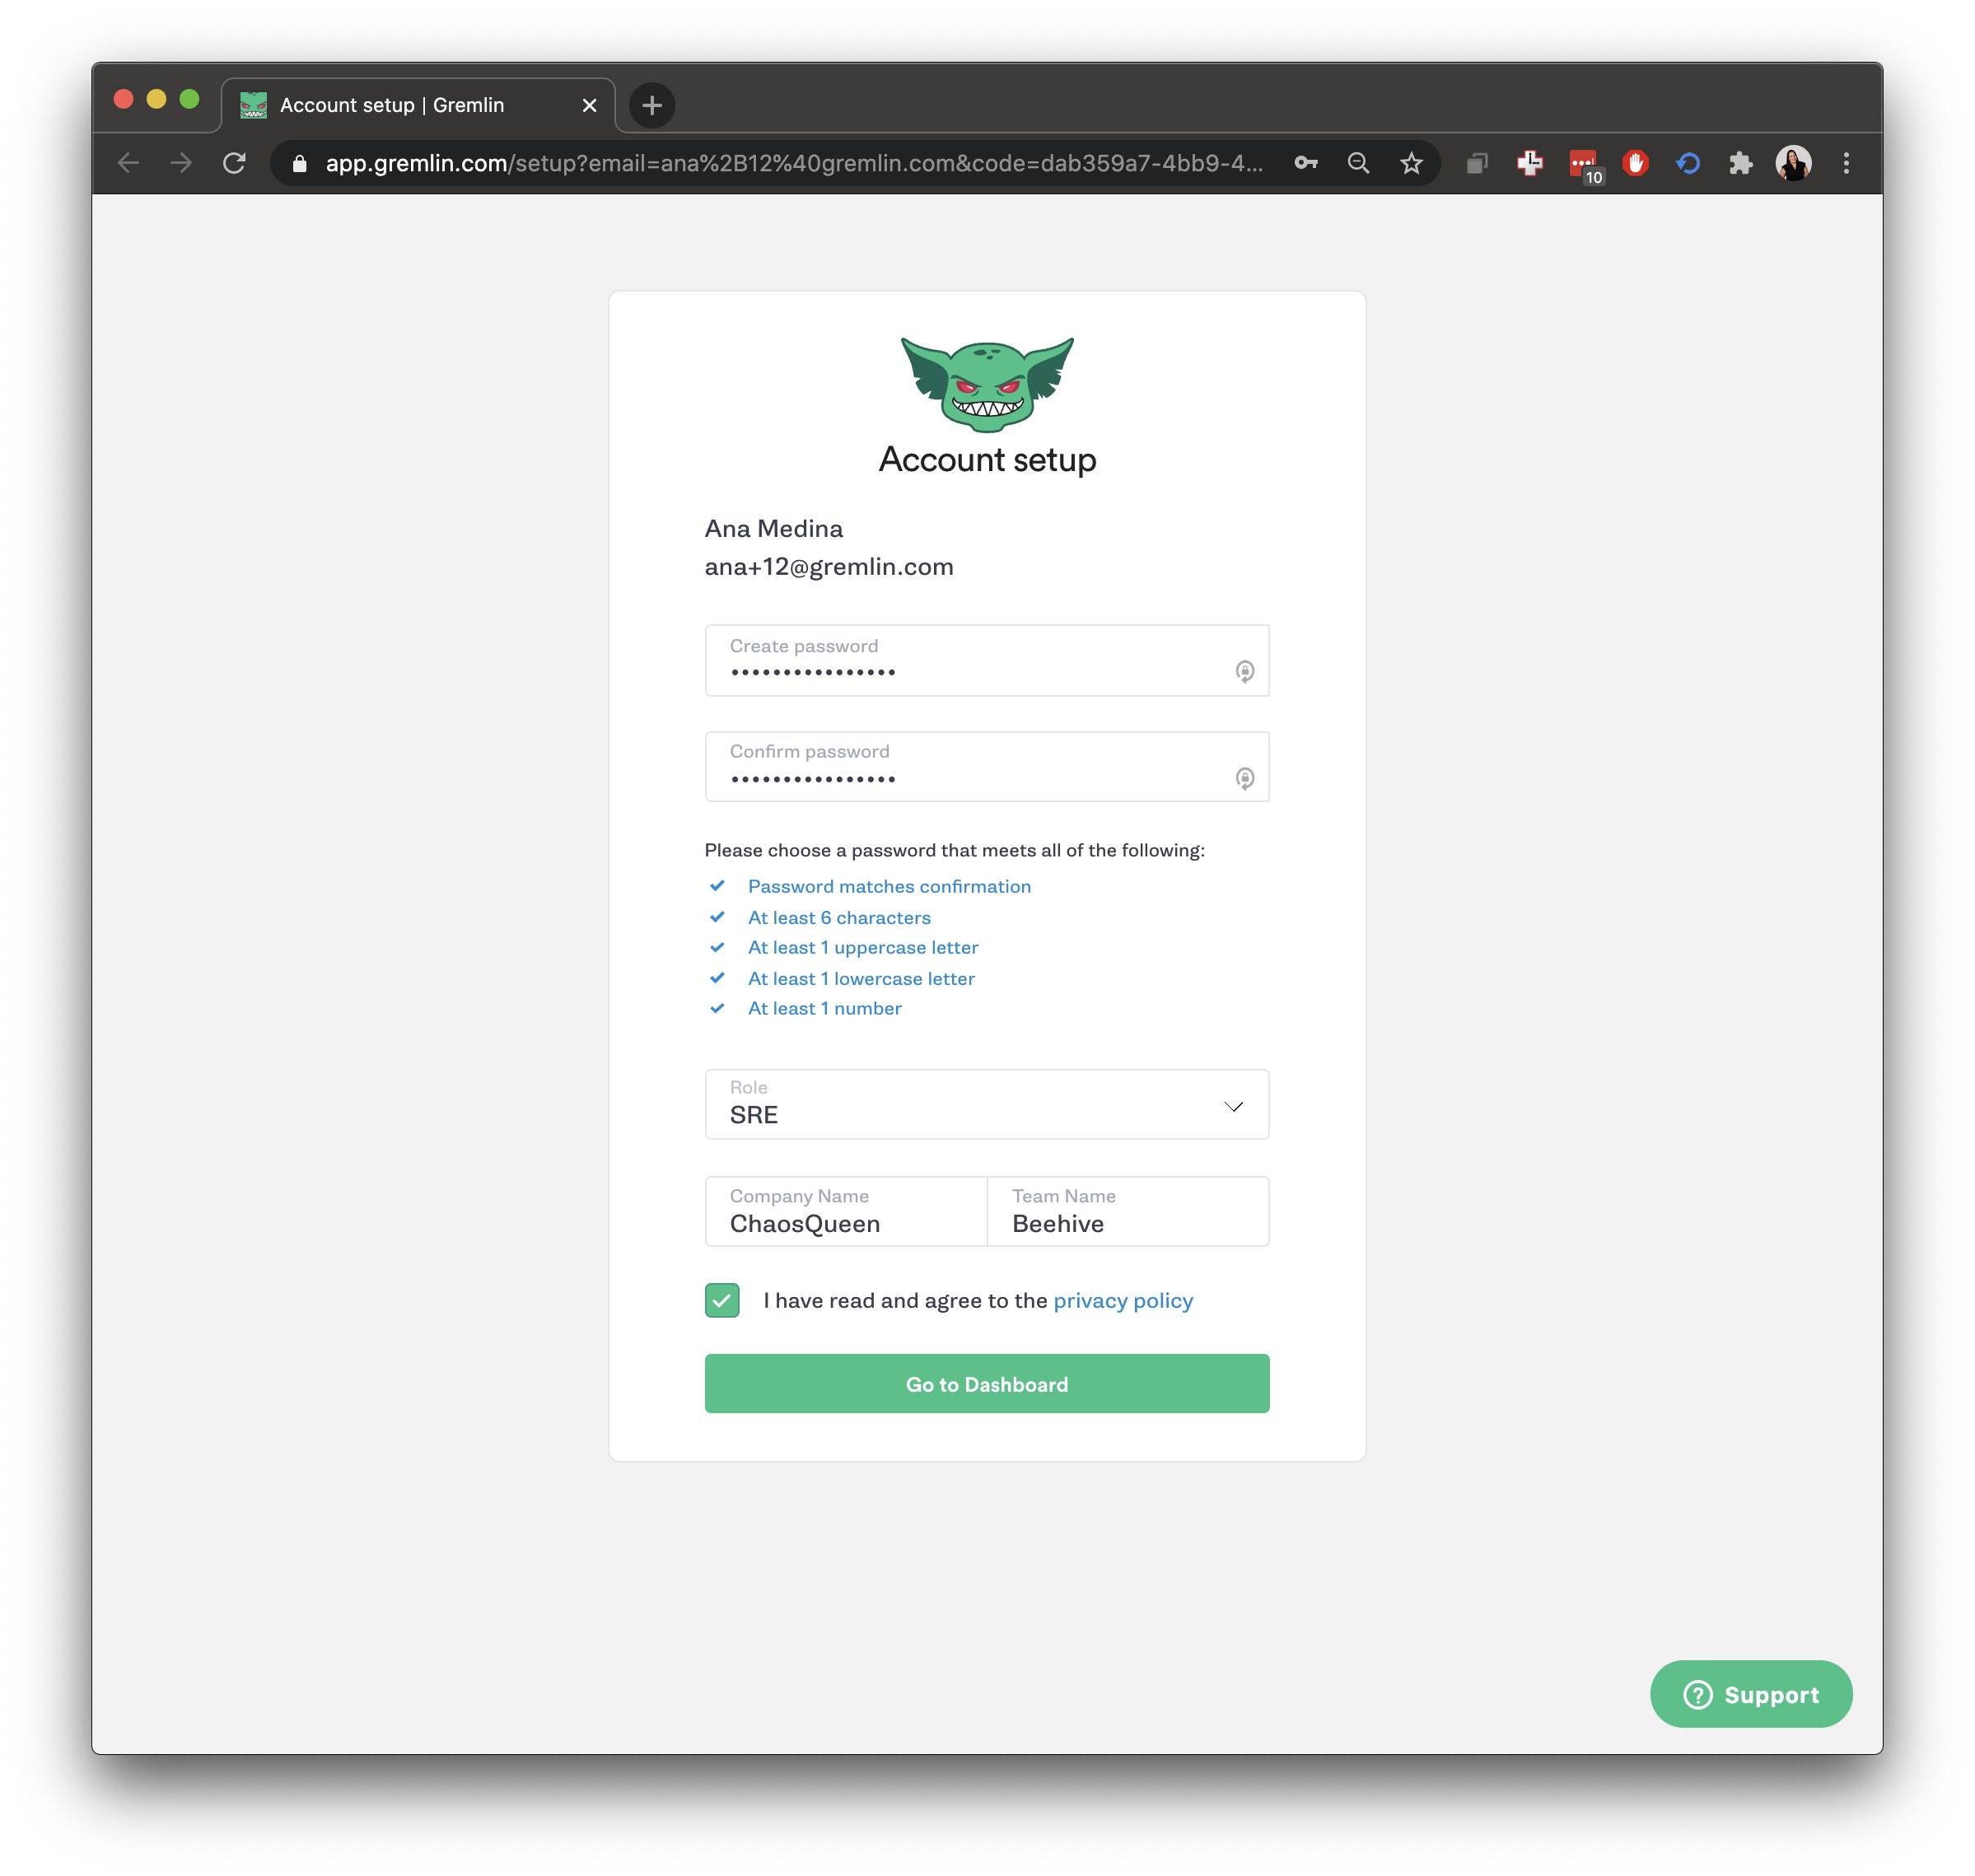 Account setup | Gremlin
app.gremlin.com/setup?email=ana%2B12%40gremlin.com&code=dab359a7-4bb9-4...
10
Account setup
Ana Medina
ana+12@gremlin.com
Create password
••••••••••••••••
Confirm password
••••••••••••••••
Please choose a password that meets all of the following:
Password matches confirmation
At least 6 characters
At least 1 uppercase letter
At least 1 lowercase letter
At least 1 number
Role
SRE
Company Name
Team Name
ChaosQueen
Beehive
I have read and agree to the privacy policy
Go to Dashboard
Support